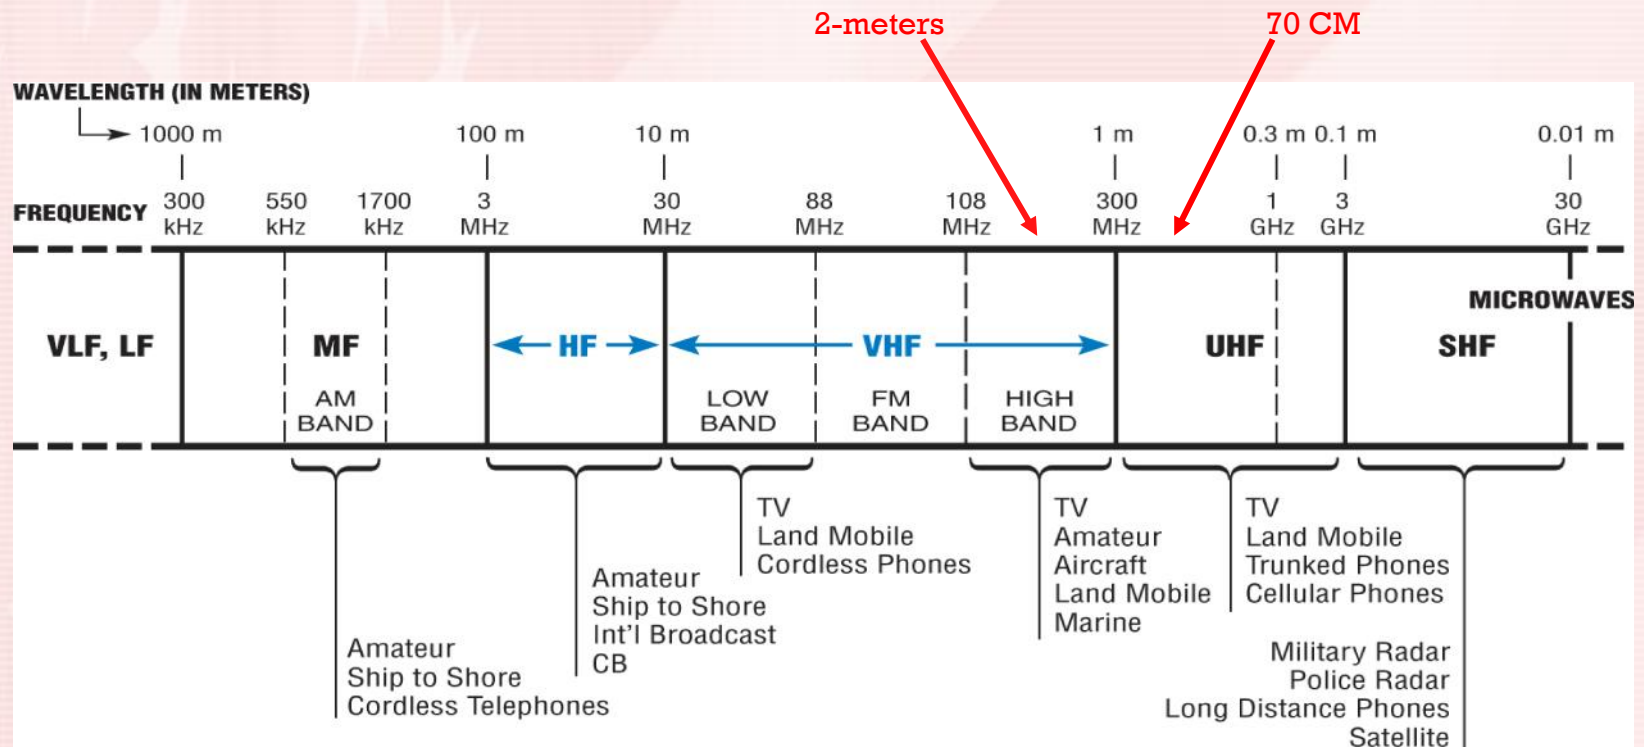 2-meters
70 CM
WAVELENGTH (IN METERS)
1000 m
100 m
10 m
1 m
0.3 m
0.1 m
0.01 m
FREQUENCY
300 kHz
550 kHz
1700 kHz
3 MHz
30 MHz
88 MHz
108 MHz
300 MHz
1 GHz
3 GHz
30 GHz
MICROWAVES
VLF, LF
MF
HF
VHF
UHF
SHF
AM
BAND
LOW
BAND
FM
BAND
HIGH
BAND
Amateur
Ship to Shore
Cordless Telephones
Amateur
Ship to Shore
Int'l Broadcast
CB
TV
Land Mobile
Cordless Phones
TV
Amateur
Aircraft
Land Mobile
Marine
TV
Land Mobile
Trunked Phones
Cellular Phones
Military Radar
Police Radar
Long Distance Phones
Satellite